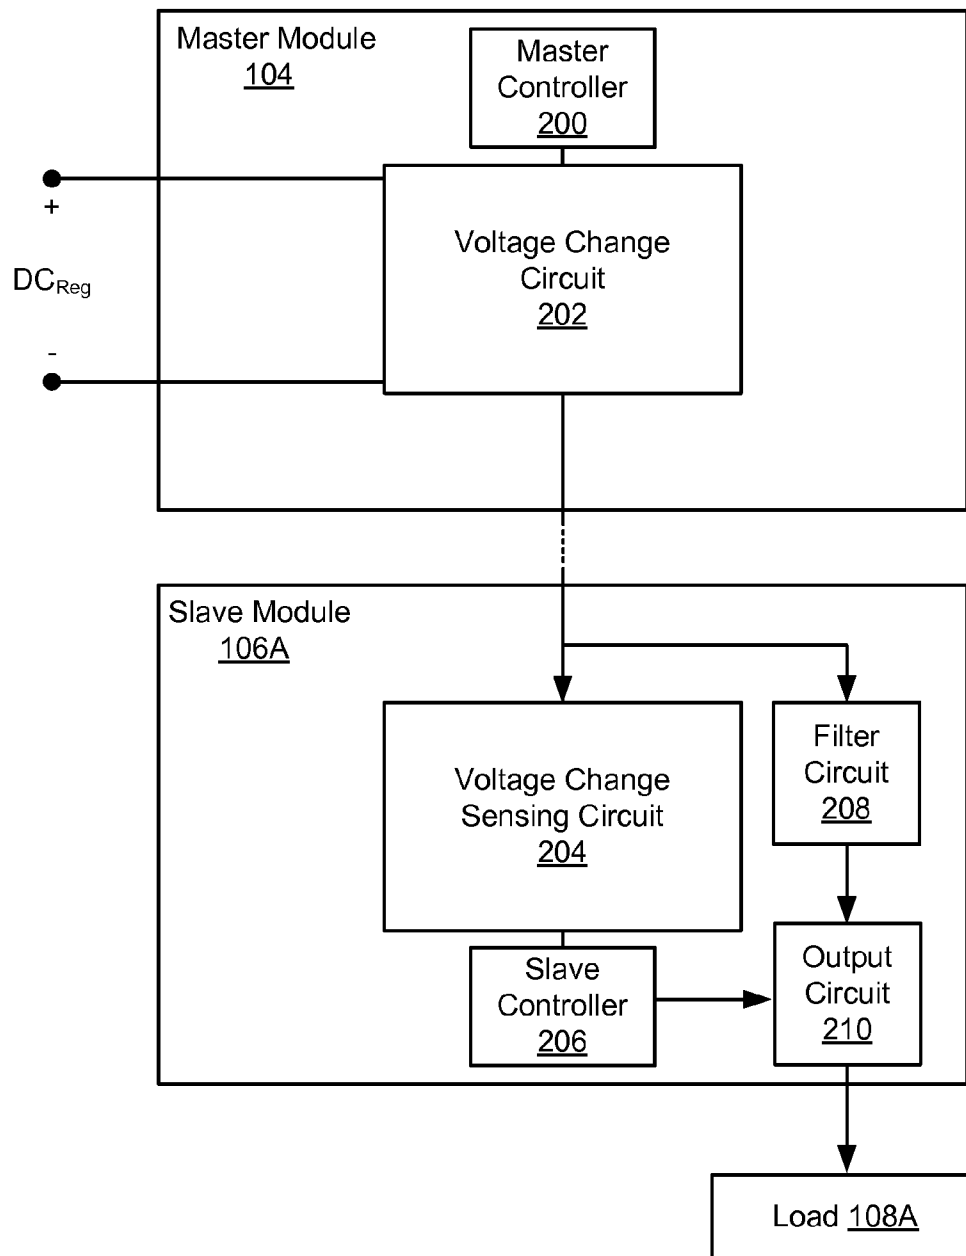 Master Module
104
Master
Controller
200
+
DCReg
-
Voltage Change
Circuit
202
Slave Module
106A
Voltage Change
Sensing Circuit
204
Filter
Circuit
208
Slave
Controller
206
Output
Circuit
210
Load 108A